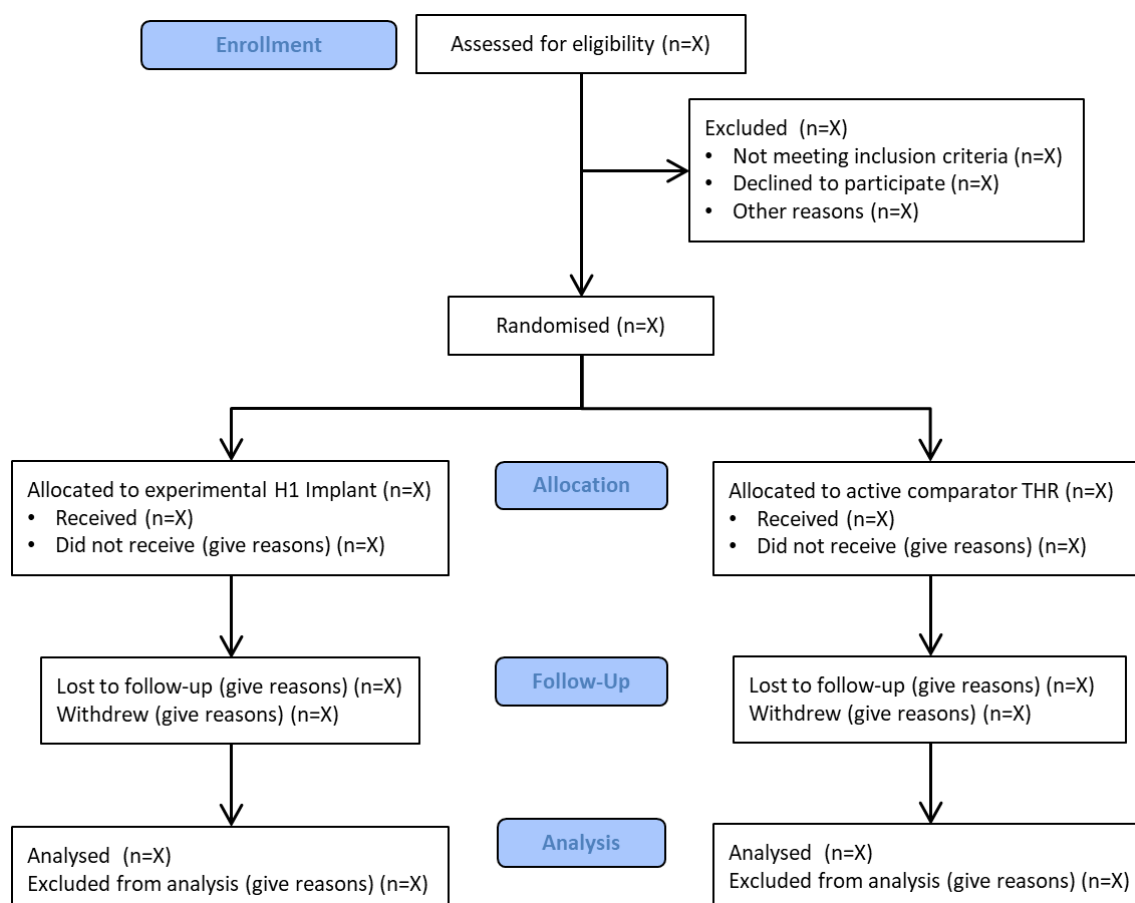 Enrollment
Assessed for eligibility (n=X)
Excluded  (n=X)
• Not meeting inclusion criteria (n=X)
• Declined to participate (n=X)
• Other reasons (n=X)
Randomised (n=X)
Allocated to experimental H1 Implant (n=X)
• Received (n=X)
• Did not receive (give reasons) (n=X)
Allocation
Allocated to active comparator THR (n=X)
• Received (n=X)
• Did not receive (give reasons) (n=X)
Lost to follow-up (give reasons) (n=X)
Withdrew (give reasons) (n=X)
Follow-Up
Lost to follow-up (give reasons) (n=X)
Withdrew (give reasons) (n=X)
Analysed  (n=X)
Excluded from analysis (give reasons) (n=X)
Analysis
Analysed  (n=X)
Excluded from analysis (give reasons) (n=X)